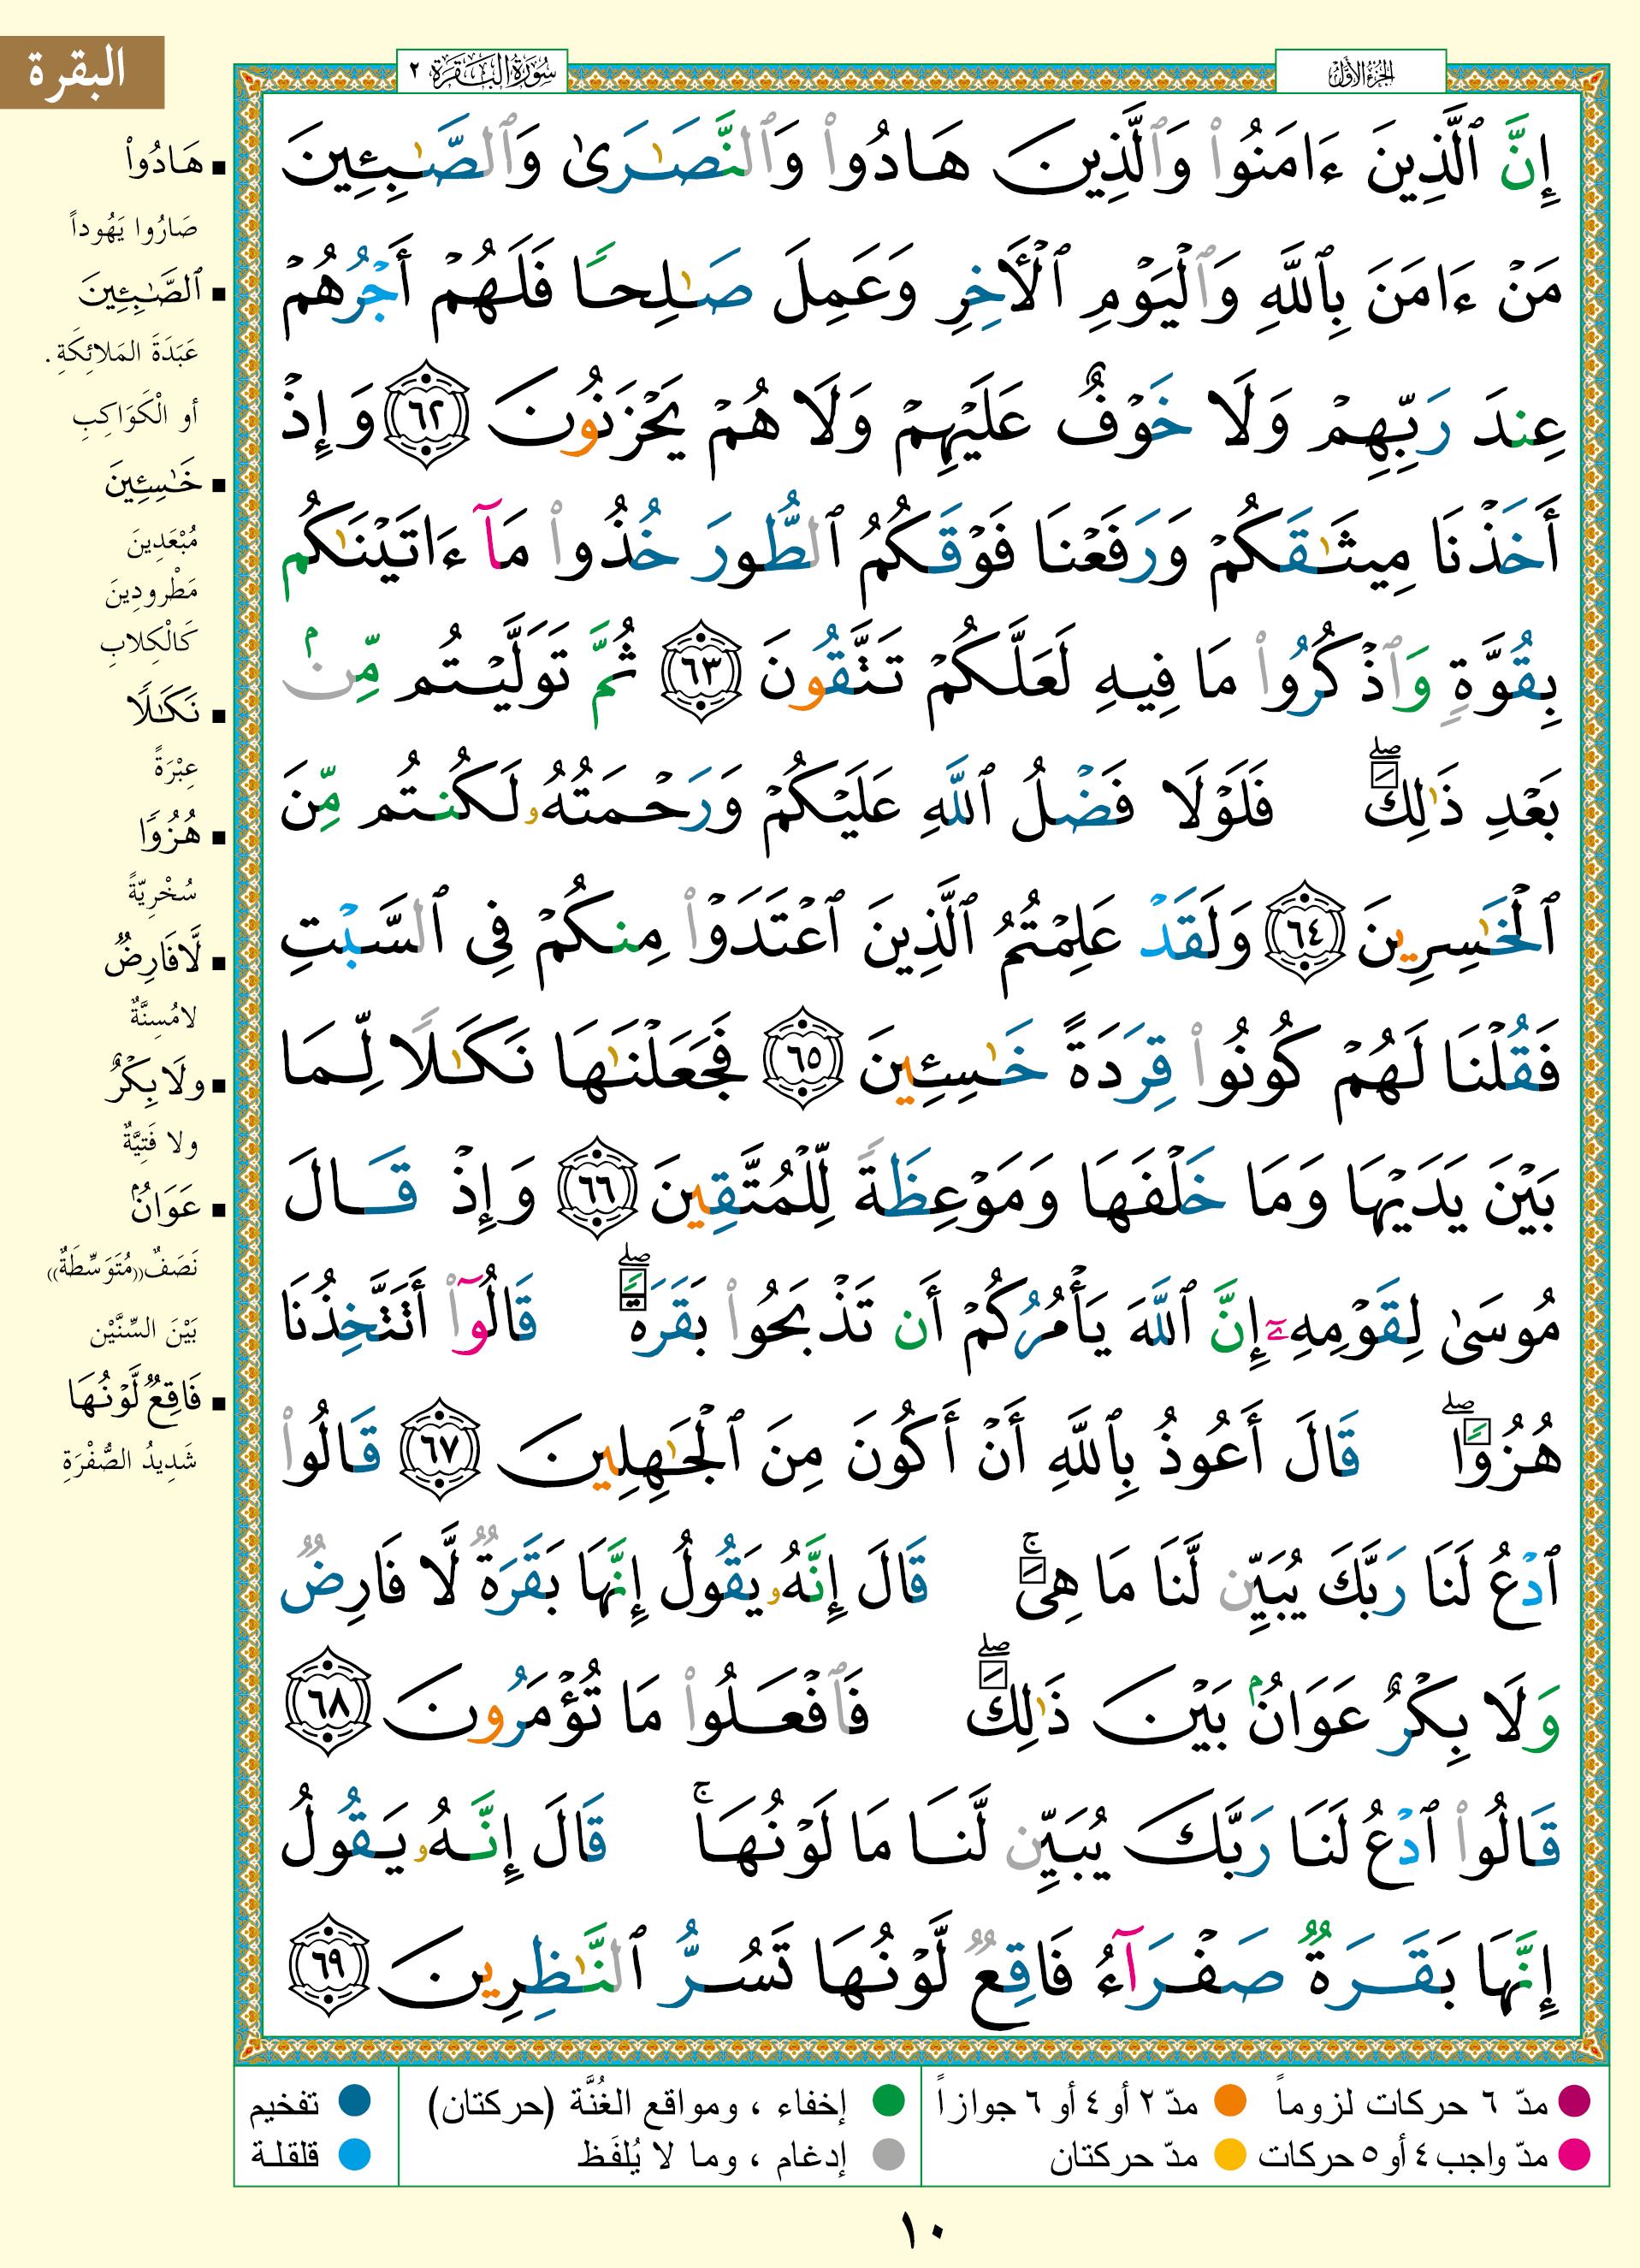 الجزء الأول
سورة البقرة ٢
البقرة
إِنَّ ٱلَّذِينَ ءَامَنُوا۟ وَٱلَّذِينَ هَادُوا۟ وَٱلنَّصَـٰرَىٰ وَٱلصَّـٰبِـِٔينَ
مَنْ ءَامَنَ بِٱللَّهِ وَٱلْيَوْمِ ٱلْـَٔاخِرِ وَعَمِلَ صَـٰلِحًا فَلَهُمْ أَجْرُهُمْ
عِندَ رَبِّهِمْ وَلَا خَوْفٌ عَلَيْهِمْ وَلَا هُمْ يَحْزَنُونَ ٦٢ وَإِذْ
أَخَذْنَا مِيثَـٰقَكُمْ وَرَفَعْنَا فَوْقَكُمُ ٱلطُّورَ خُذُوا۟ مَآ ءَاتَيْنَـٰكُم
بِقُوَّةٍ وَٱذْكُرُوا۟ مَا فِيهِ لَعَلَّكُمْ تَتَّقُونَ ٦٣ ثُمَّ تَوَلَّيْتُم مِّنۢ
بَعْدِ ذَٰلِكَ ۖ فَلَوْلَا فَضْلُ ٱللَّهِ عَلَيْكُمْ وَرَحْمَتُهُۥ لَكُنتُم مِّنَ
ٱلْخَـٰسِرِينَ ٦٤ وَلَقَدْ عَلِمْتُمُ ٱلَّذِينَ ٱعْتَدَوْا۟ مِنكُمْ فِى ٱلسَّبْتِ
فَقُلْنَا لَهُمْ كُونُوا۟ قِرَدَةً خَـٰسِـِٔينَ ٦٥ فَجَعَلْنَـٰهَا نَكَـٰلًا لِّمَا
بَيْنَ يَدَيْهَا وَمَا خَلْفَهَا وَمَوْعِظَةً لِّلْمُتَّقِينَ ٦٦ وَإِذْ قَالَ
مُوسَىٰ لِقَوْمِهِۦٓ إِنَّ ٱللَّهَ يَأْمُرُكُمْ أَن تَذْبَحُوا۟ بَقَرَةً ۖ قَالُوٓا۟ أَتَتَّخِذُنَا
هُزُوًا ۖ قَالَ أَعُوذُ بِٱللَّهِ أَنْ أَكُونَ مِنَ ٱلْجَـٰهِلِينَ ٦٧ قَالُوا۟
ٱدْعُ لَنَا رَبَّكَ يُبَيِّن لَّنَا مَا هِىَ ۚ قَالَ إِنَّهُۥ يَقُولُ إِنَّهَا بَقَرَةٌ لَّا فَارِضٌ
وَلَا بِكْرٌ عَوَانٌۢ بَيْنَ ذَٰلِكَ ۖ فَٱفْعَلُوا۟ مَا تُؤْمَرُونَ ٦٨
قَالُوا۟ ٱدْعُ لَنَا رَبَّكَ يُبَيِّن لَّنَا مَا لَوْنُهَا ۚ قَالَ إِنَّهُۥ يَقُولُ
إِنَّهَا بَقَرَةٌ صَفْرَآءُ فَاقِعٌ لَّوْنُهَا تَسُرُّ ٱلنَّـٰظِرِينَ ٦٩
هَادُوا۟
صَارُوا يَهُوداً
ٱلصَّـٰبِـِٔينَ
عَبَدَةَ المَلائِكَةِ .
أو الْكَوَاكِبِ
خَـٰسِـِٔينَ
مُبْعَدِينَ
مَطْرودِينَ
كَالْكِلابِ
نَكَـٰلًا
عِبْرَةً
هُزُوًا
سُخْرِيّةً
لَّا فَارِضٌ
لا مُسِنَّةٌ
ولَا بِكْرٌ
ولا فَتِيَّةٌ
عَوَانٌۢ
نَصَفٌ ((مُتَوَسِّطَةٌ))
بَيْنَ السِّنَّيْن
فَاقِعٌ لَّوْنُهَا
شَدِيدُ الصُّفْرَةِ
مدّ ٦ حركات لزوماً مدّ ٢ أو ٤ أو ٦ جوازاً إخفاء ، ومواقع الغُنَّة (حركتان) تفخيم
مدّ واجب ٤ أو ٥ حركات مدّ حركتان إدغام ، وما لا يُلفَظ قلقلة
١٠